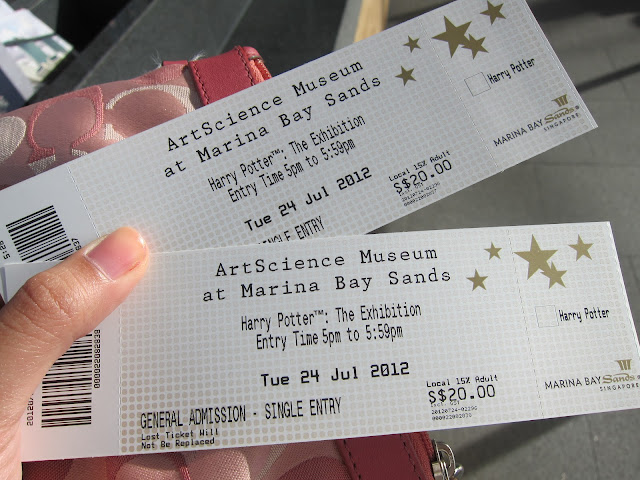 ArtScience Museum
at Marina Bay Sands
Harry Potter™: The Exhibition
Entry Time 5pm to 5:59pm
Tue 24 Jul 2012
SINGLE ENTRY
Local 15% Adult
S$20.00
Harry Potter
MARINA BAY Sands
SINGAPORE
ArtScience Museum
at Marina Bay Sands
Harry Potter™: The Exhibition
Entry Time 5pm to 5:59pm
Tue 24 Jul 2012
GENERAL ADMISSION - SINGLE ENTRY
Lost Ticket Will
Not Be Replaced
Local 15% Adult
S$20.00
Harry Potter
MARINA BAY Sands
SINGAPORE